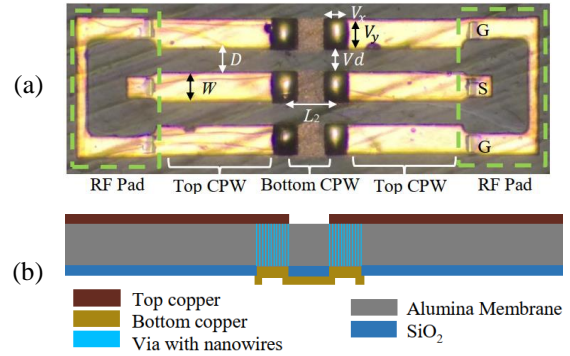 (a)
Vx
Vy
G
D
Vd
W
S
L2
G
RF Pad
Top CPW
Bottom CPW
Top CPW
RF Pad
(b)
Top copper
Bottom copper
Via with nanowires
Alumina Membrane
SiO2